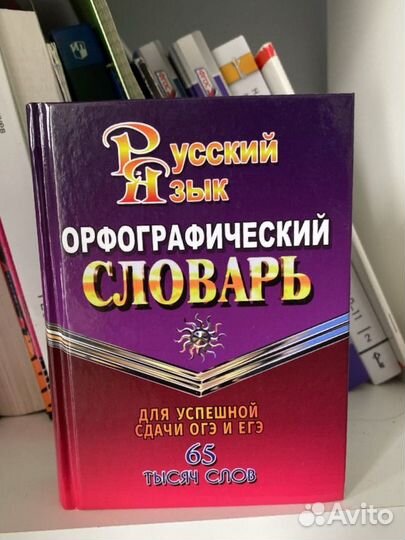 Русский
Язык
ОРФОГРАФИЧЕСКИЙ
СЛОВАРЬ
ДЛЯ УСПЕШНОЙ
СДАЧИ ОГЭ И ЕГЭ
65
ТЫСЯЧ СЛОВ
Avito